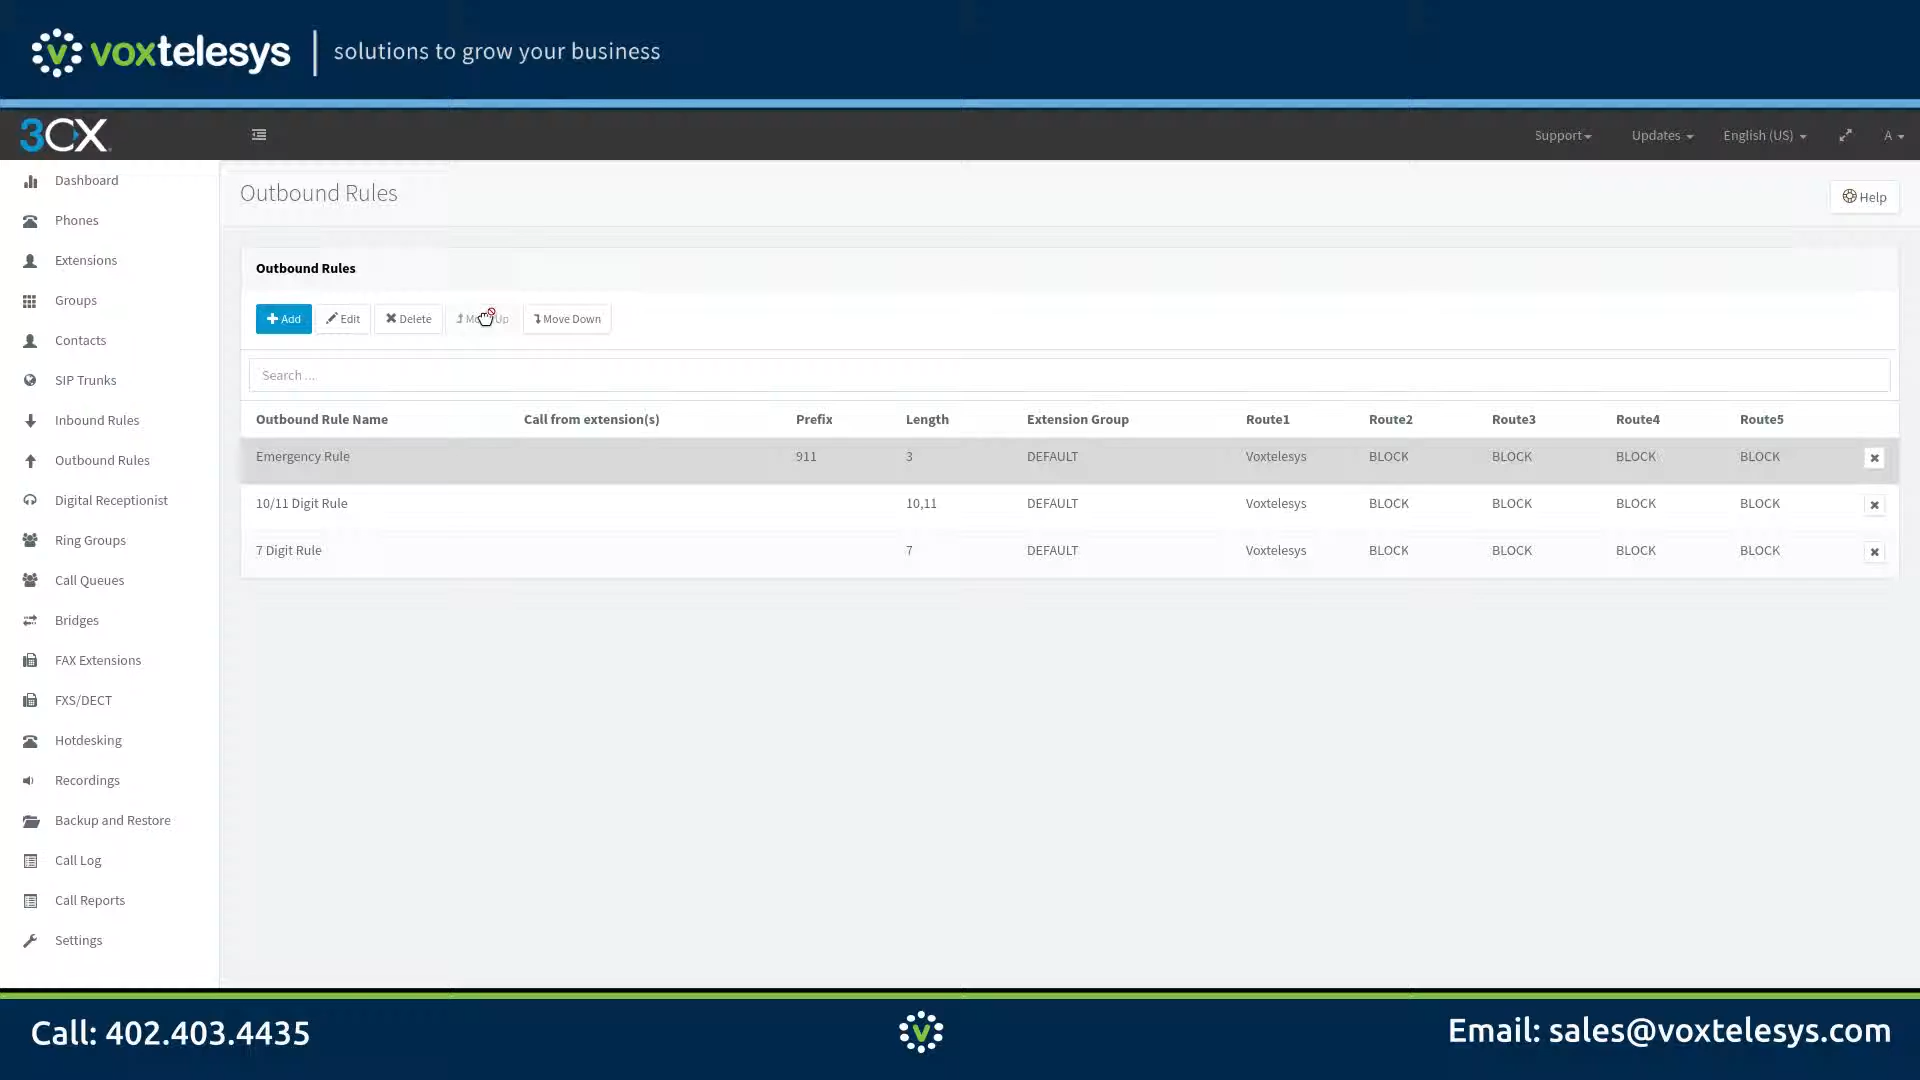 voxtelesys | solutions to grow your business
3CX
Support
Updates
English (US)
A
Dashboard
Phones
Extensions
Groups
Contacts
SIP Trunks
Inbound Rules
Outbound Rules
Digital Receptionist
Ring Groups
Call Queues
Bridges
FAX Extensions
FXS/DECT
Hotdesking
Recordings
Backup and Restore
Call Log
Call Reports
Settings
Outbound Rules
Help
Outbound Rules
+ Add Edit Delete Up Move Down
Search ...
Outbound Rule Name Call from extension(s) Prefix Length Extension Group Route1 Route2 Route3 Route4 Route5
Emergency Rule 911 3 DEFAULT Voxtelesys BLOCK BLOCK BLOCK BLOCK
10/11 Digit Rule 10,11 DEFAULT Voxtelesys BLOCK BLOCK BLOCK BLOCK
7 Digit Rule 7 DEFAULT Voxtelesys BLOCK BLOCK BLOCK BLOCK
Call: 402.403.4435
v
Email: sales@voxtelesys.com